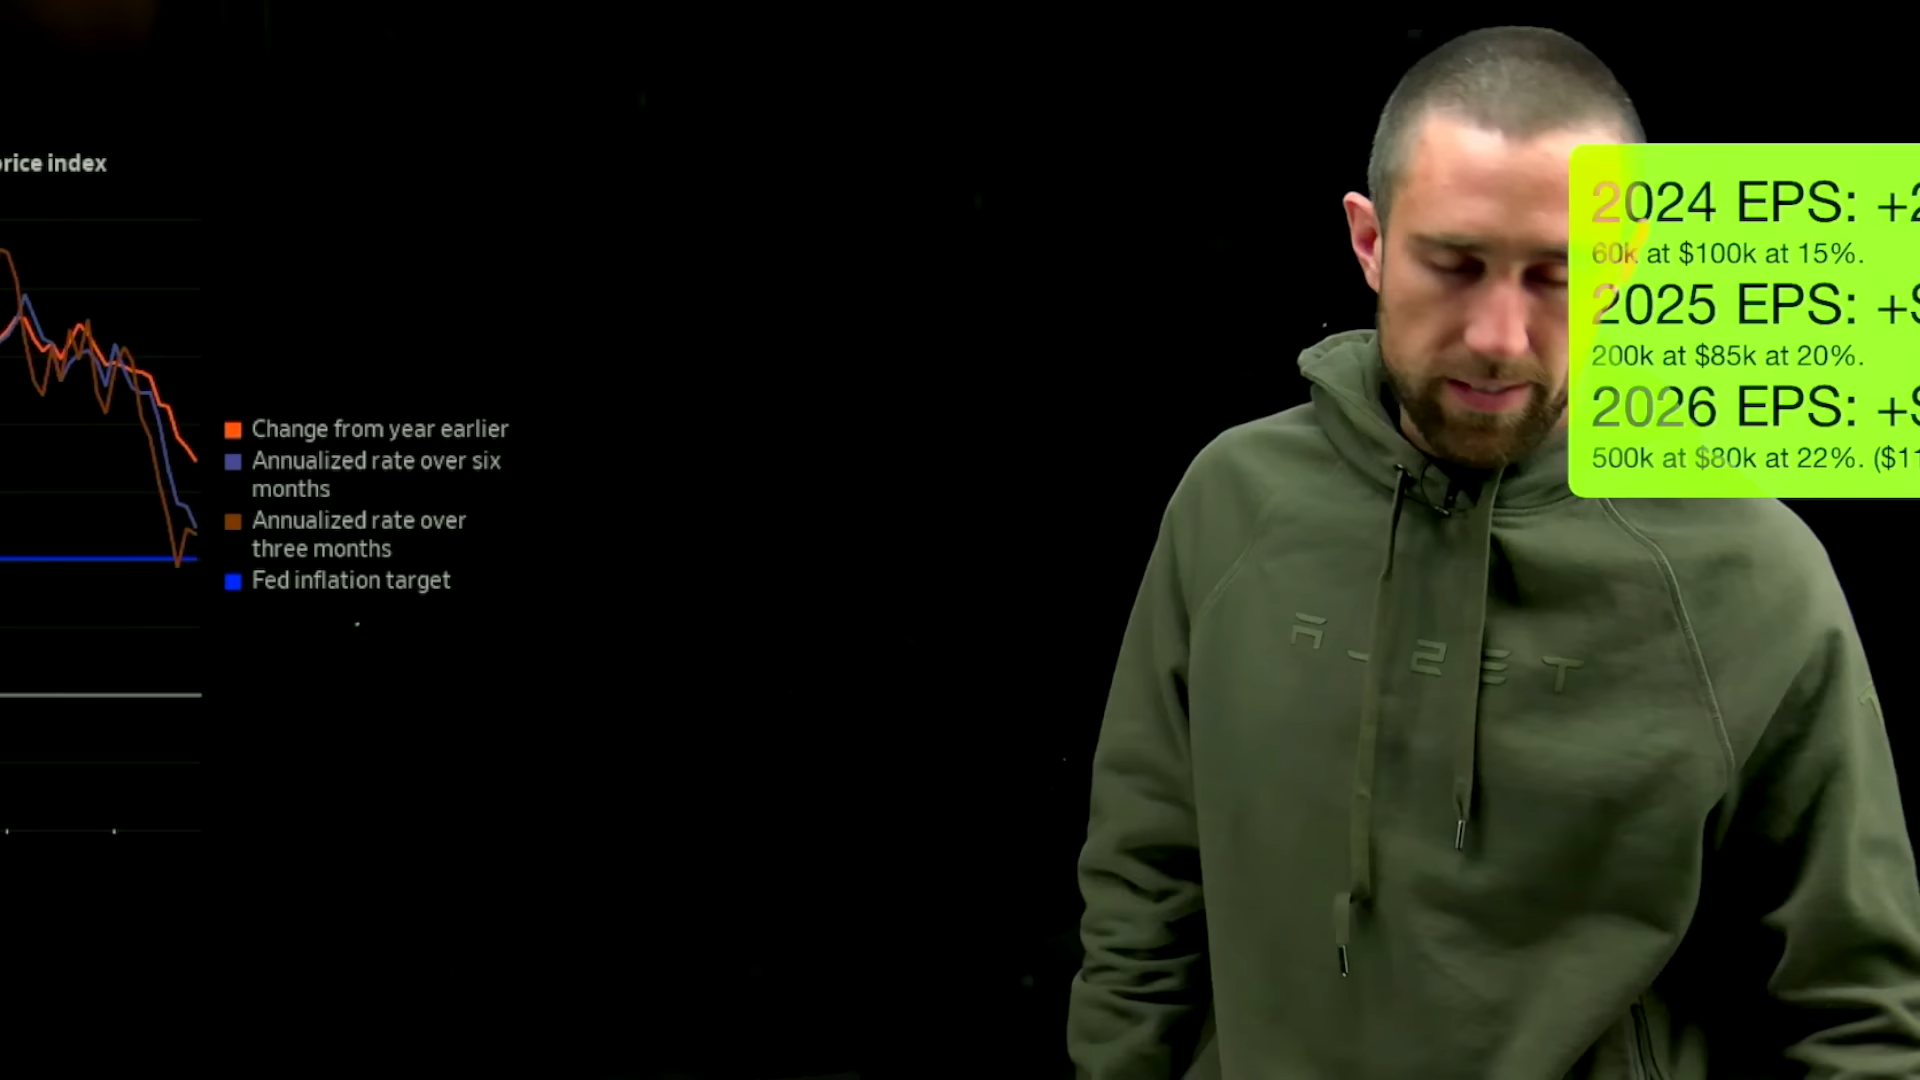 rice index
Change from year earlier
Annualized rate over six
months
Annualized rate over
three months
Fed inflation target
2024 EPS: +2
60k at $100k at 15%.
2025 EPS: +$
200k at $85k at 20%.
2026 EPS: +$
500k at $80k at 22%. ($11